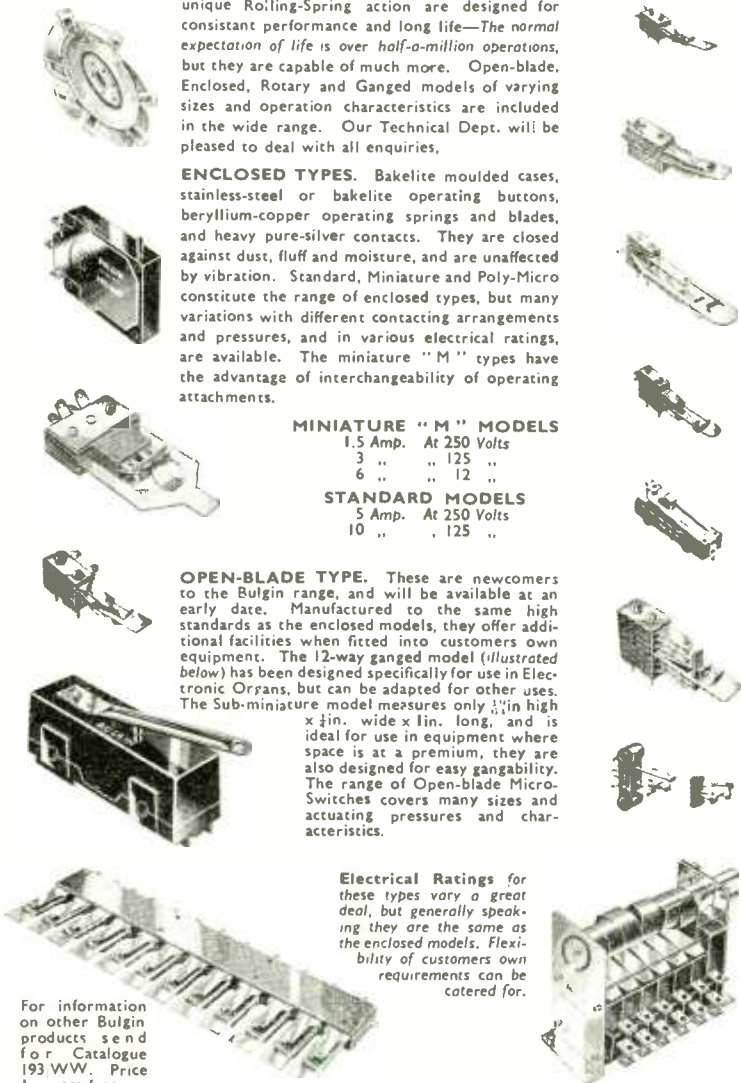 unique Rolling-Spring action are designed for
consistant performance and long life—The normal
expectation of life is over half-a-million operations,
but they are capable of much more. Open-blade,
Enclosed, Rotary and Ganged models of varying
sizes and operation characteristics are included
in the wide range. Our Technical Dept. will be
pleased to deal with all enquiries,
ENCLOSED TYPES. Bakelite moulded cases,
stainless-steel or bakelite operating buttons,
beryllium-copper operating springs and blades,
and heavy pure-silver contacts. They are closed
against dust, fluff and moisture, and are unaffected
by vibration. Standard, Miniature and Poly-Micro
constitute the range of enclosed types, but many
variations with different contacting arrangements
and pressures, and in various electrical ratings,
are available. The miniature "M" types have
the advantage of interchangeability of operating
attachments.
MINIATURE "M" MODELS
1.5 Amp. At 250 Volts
3 ,, ,, 125 ,,
6 ,, ,, 12 ,,
STANDARD MODELS
5 Amp. At 250 Volts
10 ,, , 125 ,,
OPEN-BLADE TYPE. These are newcomers
to the Bulgin range, and will be available at an
early date. Manufactured to the same high
standards as the enclosed models, they offer addi-
tional facilities when fitted into customers own
equipment. The 12-way ganged model (illustrated
below) has been designed specifically for use in Elec-
tronic Organs, but can be adapted for other uses.
The Sub-miniature model measures only in high
x in. wide x 1in. long, and is
ideal for use in equipment where
space is at a premium, they are
also designed for easy gangability.
The range of Open-blade Micro-
Switches covers many sizes and
actuating pressures and char-
acteristics.
Electrical Ratings for
these types vary a great
deal, but generally speak-
ing they are the same as
the enclosed models. Flexi-
bility of customers own
requirements can be
catered for.
For information
on other Bulgin
products send
for Catalogue
193/WW. Price